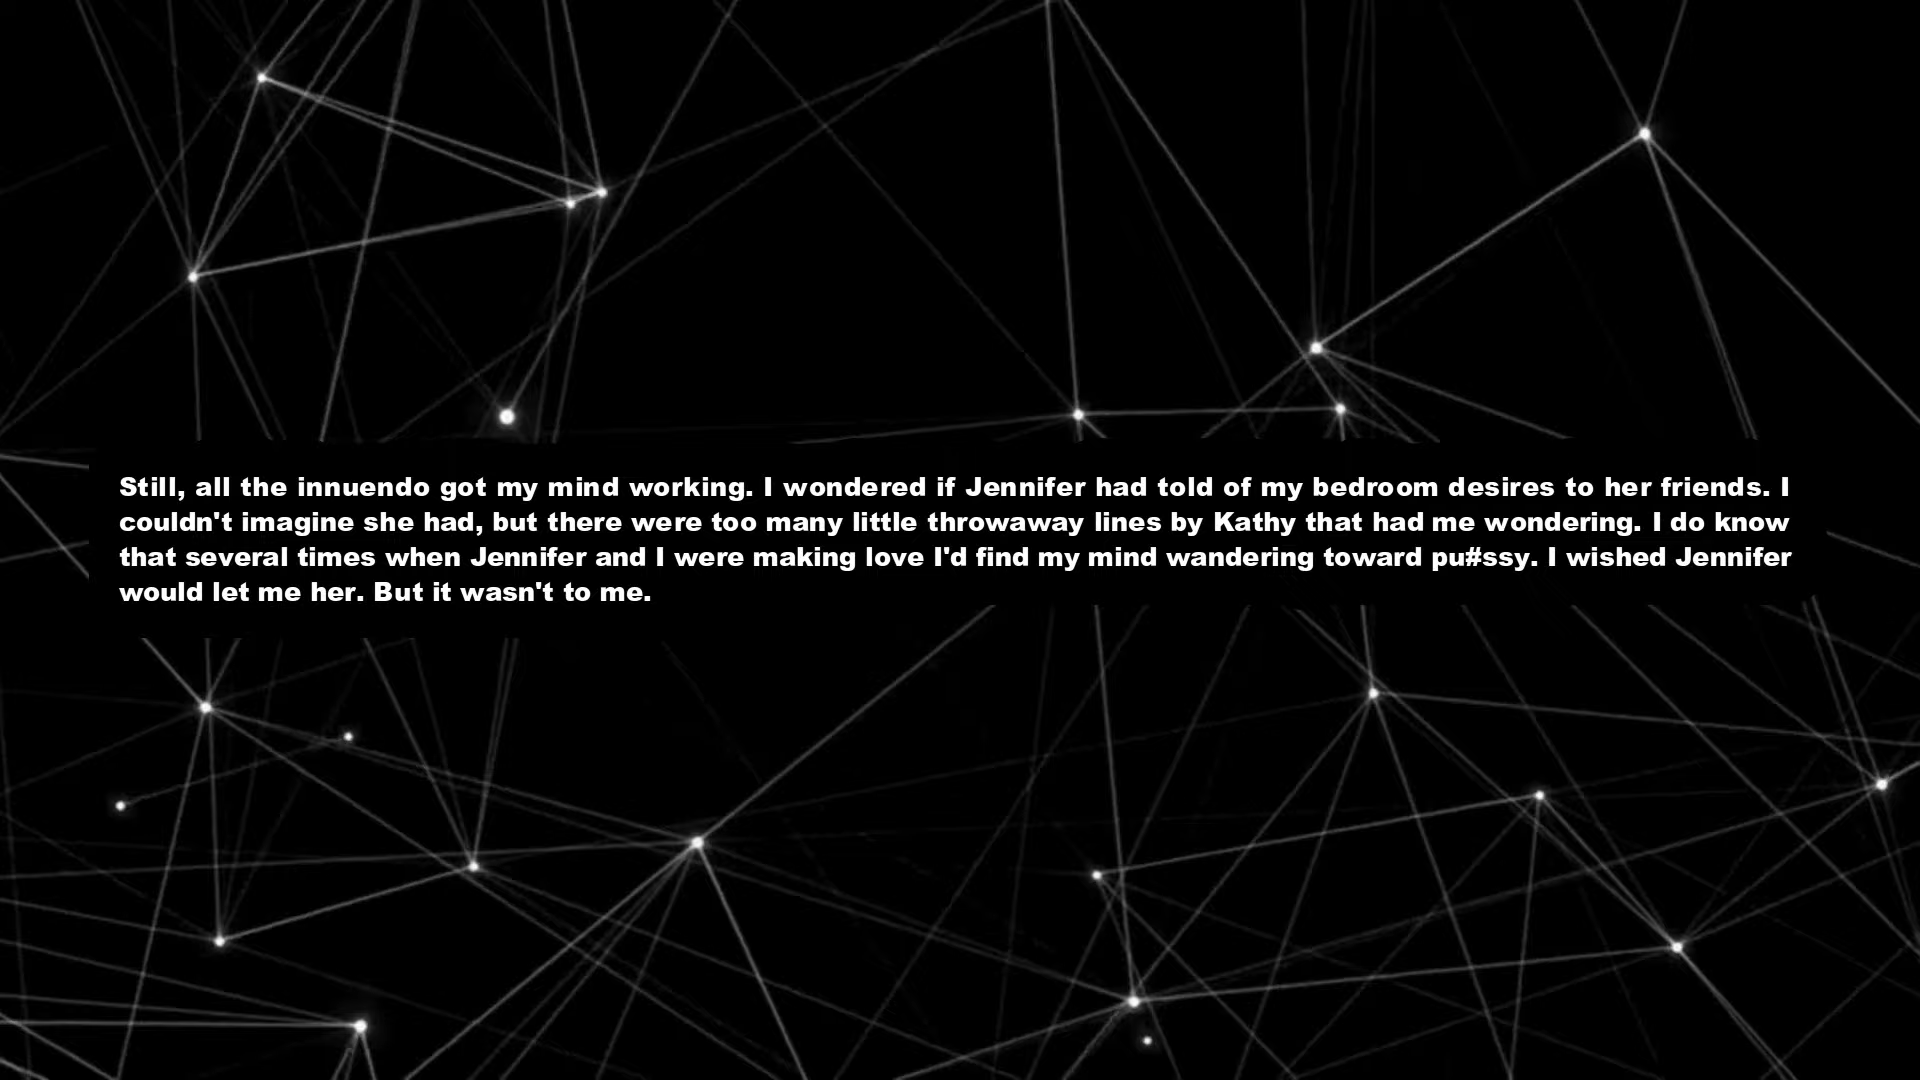 Still, all the innuendo got my mind working. I wondered if Jennifer had told of my bedroom desires to her friends. I
couldn't imagine she had, but there were too many little throwaway lines by Kathy that had me wondering. I do know
that several times when Jennifer and I were making love I'd find my mind wandering toward pu#ssy. I wished Jennifer
would let me her. But it wasn't to me.